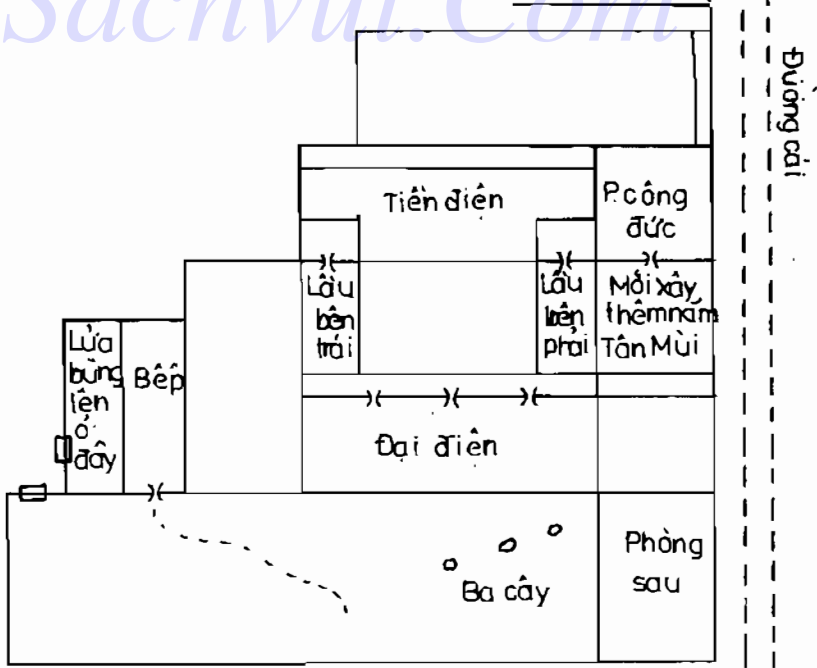 Sachvui.Com
Đường cái
Tiền điện
P.công
đức
Lầu
bên
trái
Lầu
bên
phải
Mới xây
thêm năm
Tân Mùi
Lửa
bùng
lên
ở
đây
Bếp
Đại điện
Ba cây
Phòng
sau